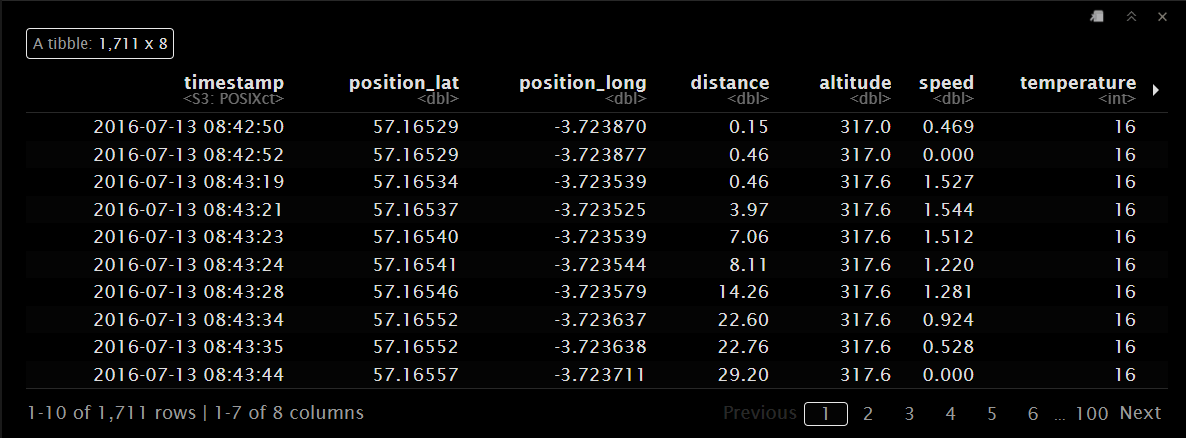 A tibble: 1,711 x 8
timestamp position_lat position_long distance altitude speed temperature
<S3: POSIXct> <dbl> <dbl> <dbl> <dbl> <dbl> <int>
2016-07-13 08:42:50 57.16529 -3.723870 0.15 317.0 0.469 16
2016-07-13 08:42:52 57.16529 -3.723877 0.46 317.0 0.000 16
2016-07-13 08:43:19 57.16534 -3.723539 0.46 317.6 1.527 16
2016-07-13 08:43:21 57.16537 -3.723525 3.97 317.6 1.544 16
2016-07-13 08:43:23 57.16540 -3.723539 7.06 317.6 1.512 16
2016-07-13 08:43:24 57.16541 -3.723544 8.11 317.6 1.220 16
2016-07-13 08:43:28 57.16546 -3.723579 14.26 317.6 1.281 16
2016-07-13 08:43:34 57.16552 -3.723637 22.60 317.6 0.924 16
2016-07-13 08:43:35 57.16552 -3.723638 22.76 317.6 0.528 16
2016-07-13 08:43:44 57.16557 -3.723711 29.20 317.6 0.000 16
1-10 of 1,711 rows | 1-7 of 8 columns Previous 1 2 3 4 5 6 ... 100 Next